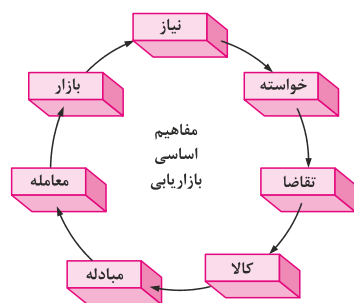 نیاز
خواسته
تقاضا
کالا
مبادله
معامله
بازار
مفاهیم
اساسی
بازاریابی